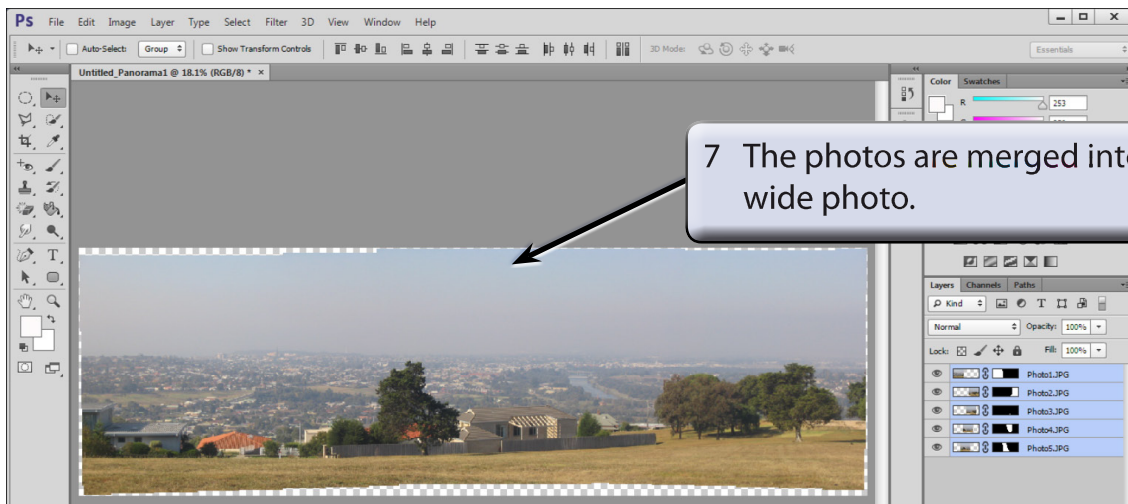 Ps File Edit Image Layer Type Select Filter 3D View Window Help
Auto-Select: Group Show Transform Controls 3D Mode: Essentials
Untitled_Panorama1 @ 18.1% (RGB/8) * ×
Color Swatches
R 253
7 The photos are merged into
wide photo.
Layers Channels Paths
Kind
Normal Opacity: 100%
Lock: Fill: 100%
Photo1.JPG
Photo2.JPG
Photo3.JPG
Photo4.JPG
Photo5.JPG